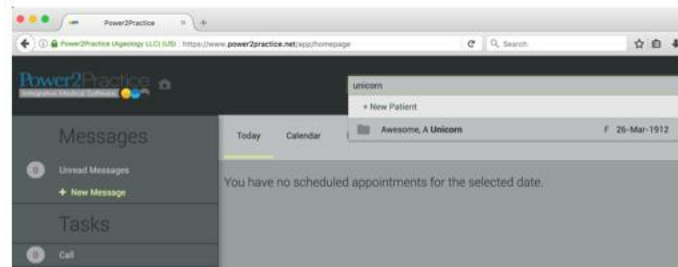 Power2Practice
Power2Practice (Ageology LLC) (US) https://www.power2practice.net/app/homepage
Search
Power2Practice
Integrative Medical Software
unicorn
+ New Patient
Awesome, A Unicorn F 26-Mar-1912
Messages
Today Calendar
0 Unread Messages
+ New Message
You have no scheduled appointments for the selected date.
Tasks
0 Call